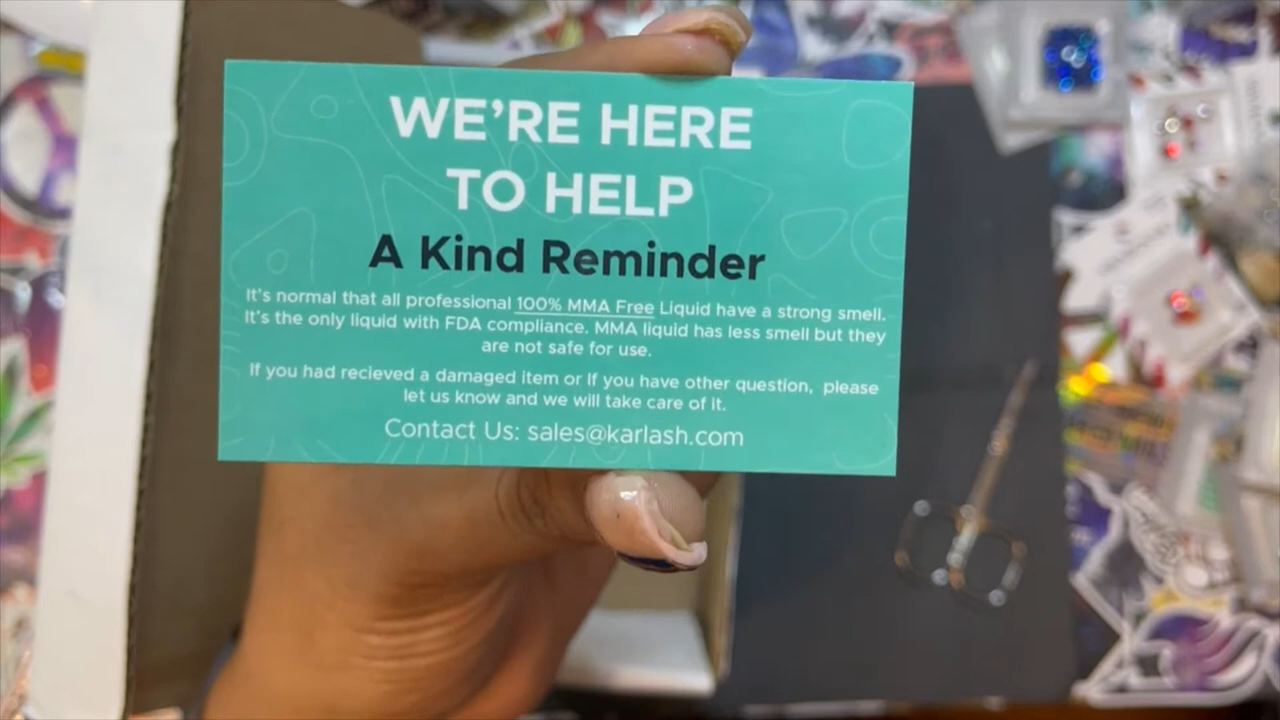 WE'RE HERE
TO HELP
A Kind Reminder
It's normal that all professional 100% MMA Free Liquid have a strong smell.
It's the only liquid with FDA compliance. MMA liquid has less smell but they
are not safe for use.
If you had recieved a damaged item or If you have other question, please
let us know and we will take care of it.
Contact Us: sales@karlash.com